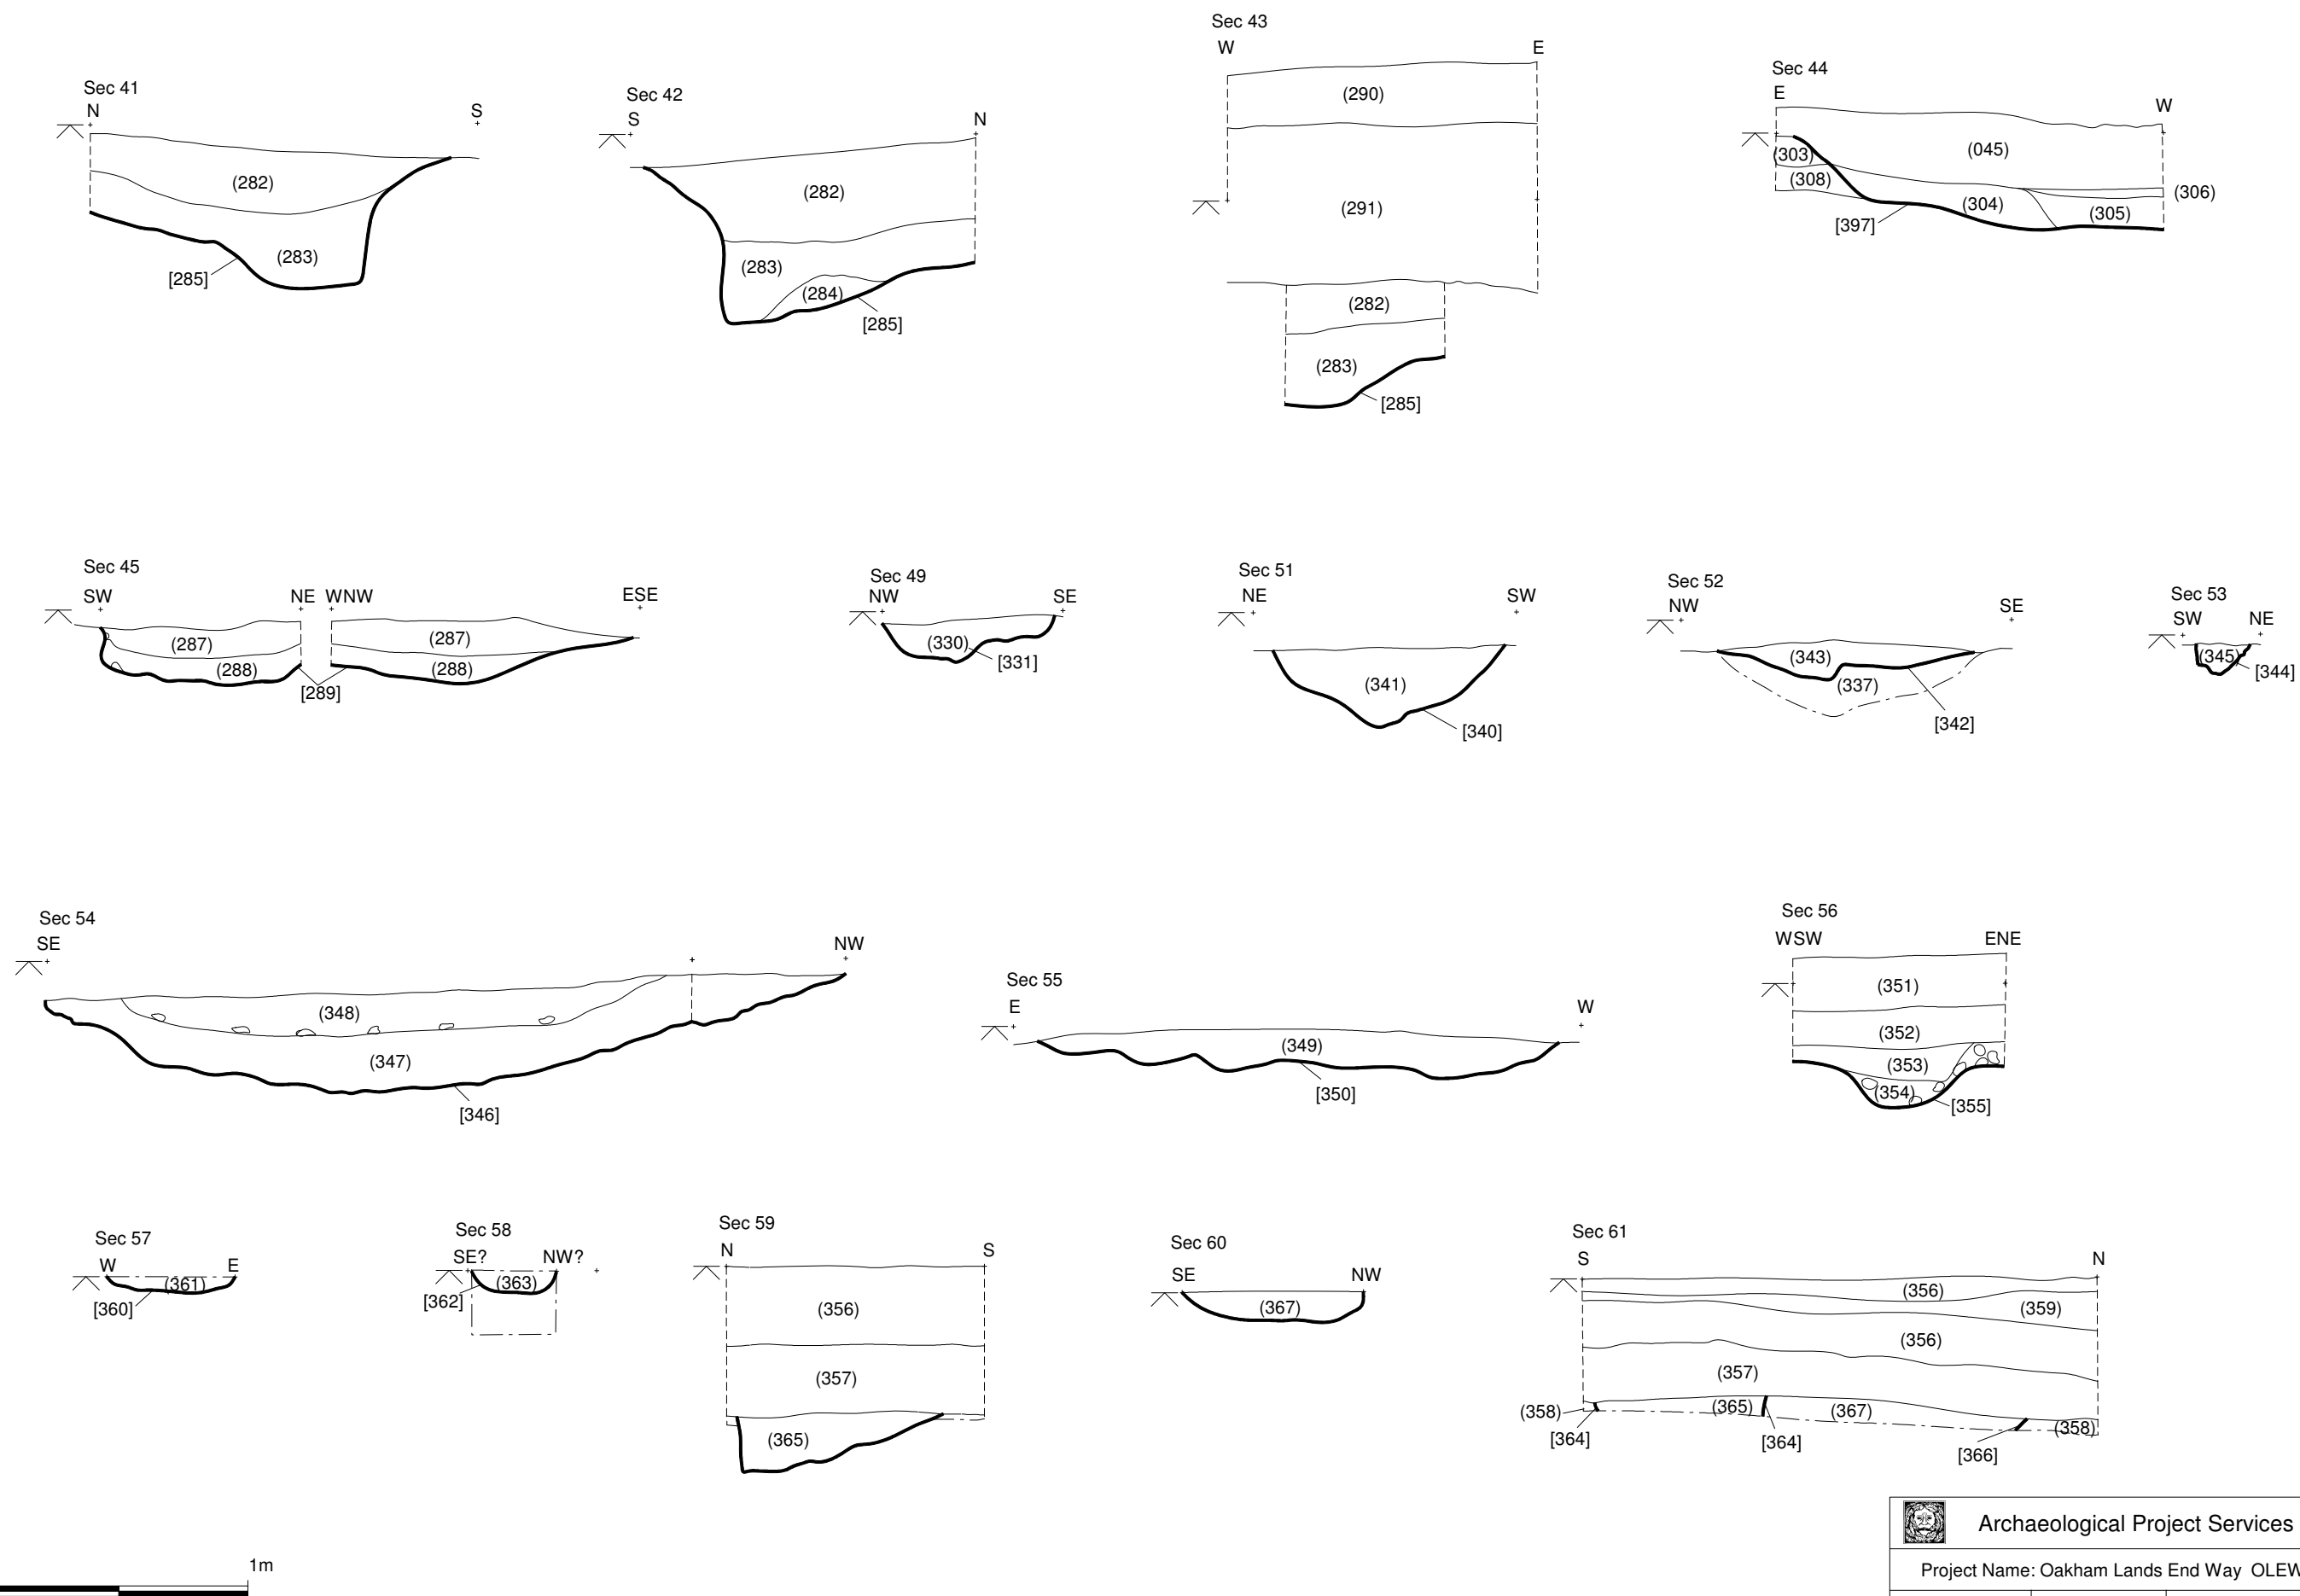 Sec 41
N
S
(282)
(283)
[285]
Sec 42
S
N
(282)
(283)
(284)
[285]
Sec 43
W
E
(290)
(291)
(282)
(283)
[285]
Sec 44
E
W
(303)
(308)
(045)
(304)
(305)
(306)
[397]
Sec 45
SW
NE
WNW
ESE
(287)
(287)
(288)
(288)
[289]
Sec 49
NW
SE
(330)
[331]
Sec 51
NE
SW
(341)
[340]
Sec 52
NW
SE
(343)
(337)
[342]
Sec 53
SW
NE
(345)
[344]
Sec 54
SE
NW
(348)
(347)
[346]
Sec 55
E
W
(349)
[350]
Sec 56
WSW
ENE
(351)
(352)
(353)
(354)
[355]
Sec 57
W
E
(361)
[360]
Sec 58
SE?
NW?
(363)
[362]
Sec 59
N
S
(356)
(357)
(365)
Sec 60
SE
NW
(367)
Sec 61
S
N
(356)
(359)
(356)
(357)
(358)
(365)
(367)
(358)
[364]
[364]
[366]
1m
Archaeological Project Services
Project Name: Oakham Lands End Way OLEW